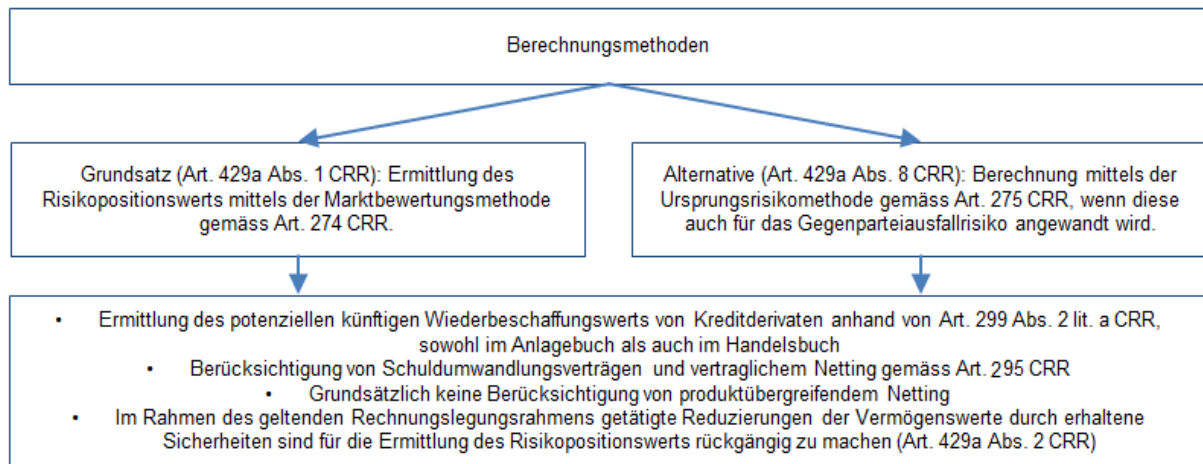 Berechnungsmethoden
Grundsatz (Art. 429a Abs. 1 CRR): Ermittlung des
Risikopositionswerts mittels der Marktbewertungsmethode
gemäss Art. 274 CRR.
Alternative (Art. 429a Abs. 8 CRR): Berechnung mittels der
Ursprungsrisikomethode gemäss Art. 275 CRR, wenn diese
auch für das Gegenparteiausfallrisiko angewandt wird.
• Ermittlung des potenziellen künftigen Wiederbeschaffungswerts von Kreditderivaten anhand von Art. 299 Abs. 2 lit. a CRR,
sowohl im Anlagebuch als auch im Handelsbuch
• Berücksichtigung von Schuldumwandlungsverträgen und vertraglichem Netting gemäss Art. 295 CRR
• Grundsätzlich keine Berücksichtigung von produktübergreifendem Netting
• Im Rahmen des geltenden Rechnungslegungsrahmens getätigte Reduzierungen der Vermögenswerte durch erhaltene
Sicherheiten sind für die Ermittlung des Risikopositionswerts rückgängig zu machen (Art. 429a Abs. 2 CRR)